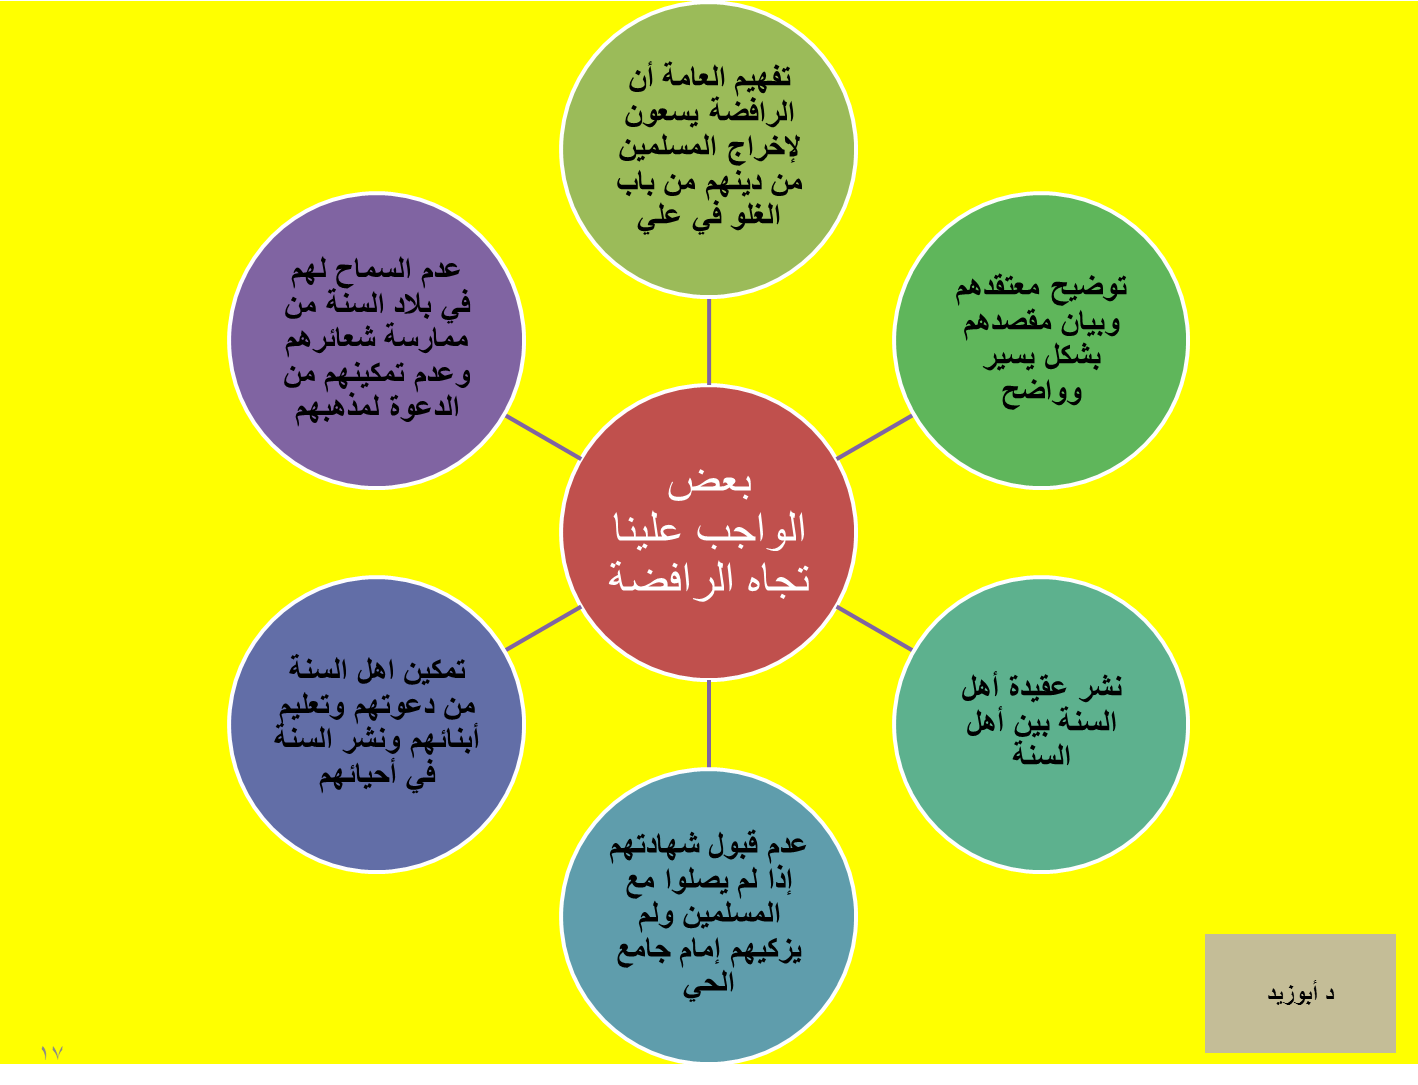 تفهيم العامة أن
الرافضة يسعون
لإخراج المسلمين
من دينهم من باب
الغلو في علي
توضيح معتقدهم
وبيان مقصدهم
بشكل يسير
وواضح
نشر عقيدة أهل
السنة بين أهل
السنة
عدم قبول شهادتهم
إذا لم يصلوا مع
المسلمين ولم
يزكيهم إمام جامع
الحي
تمكين اهل السنة
من دعوتهم وتعليم
أبنائهم ونشر السنة
في أحيائهم
عدم السماح لهم
في بلاد السنة من
ممارسة شعائرهم
وعدم تمكينهم من
الدعوة لمذهبهم
بعض
الواجب علينا
تجاه الرافضة
د أبوزيد
١٧